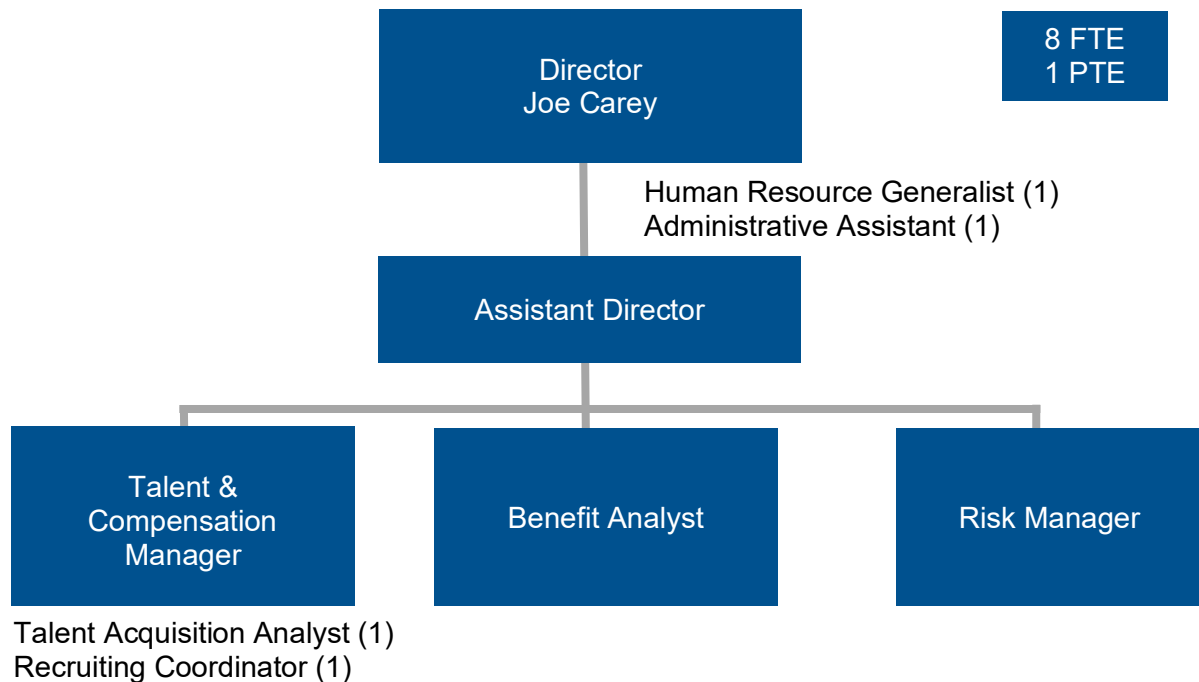 Director
Joe Carey
8 FTE
1 PTE
Human Resource Generalist (1)
Administrative Assistant (1)
Assistant Director
Talent &
Compensation
Manager
Benefit Analyst
Risk Manager
Talent Acquisition Analyst (1)
Recruiting Coordinator (1)